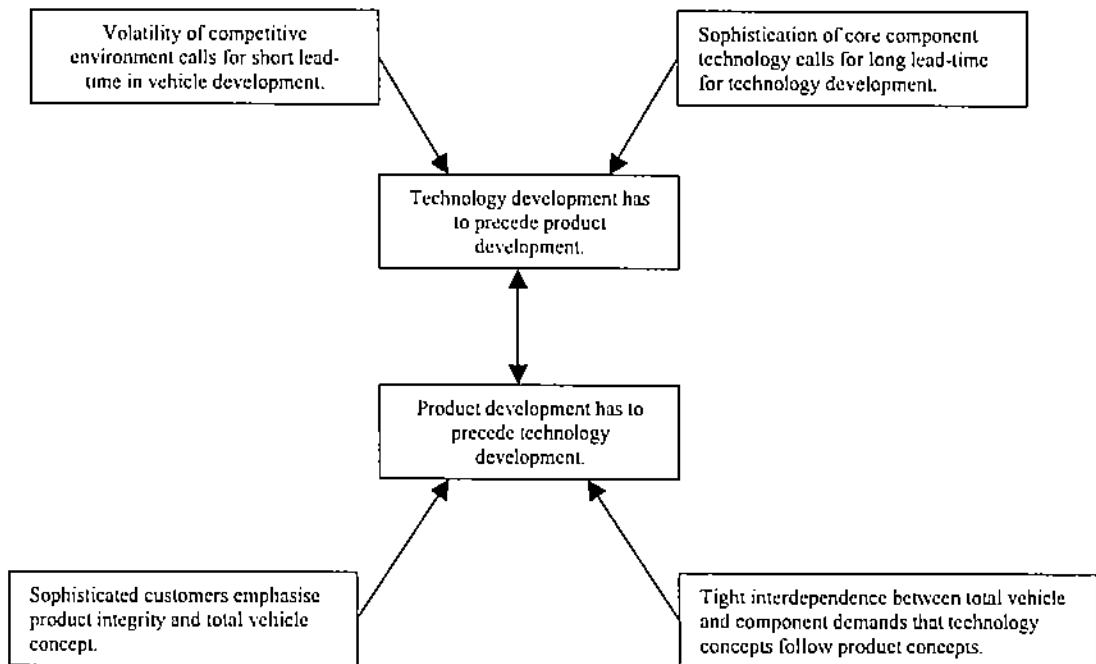 Volatility of competitive
environment calls for short lead-
time in vehicle development.
Sophistication of core component
technology calls for long lead-time
for technology development.
Technology development has
to precede product
development.
Product development has to
precede technology
development.
Sophisticated customers emphasise
product integrity and total vehicle
concept.
Tight interdependence between total vehicle
and component demands that technology
concepts follow product concepts.